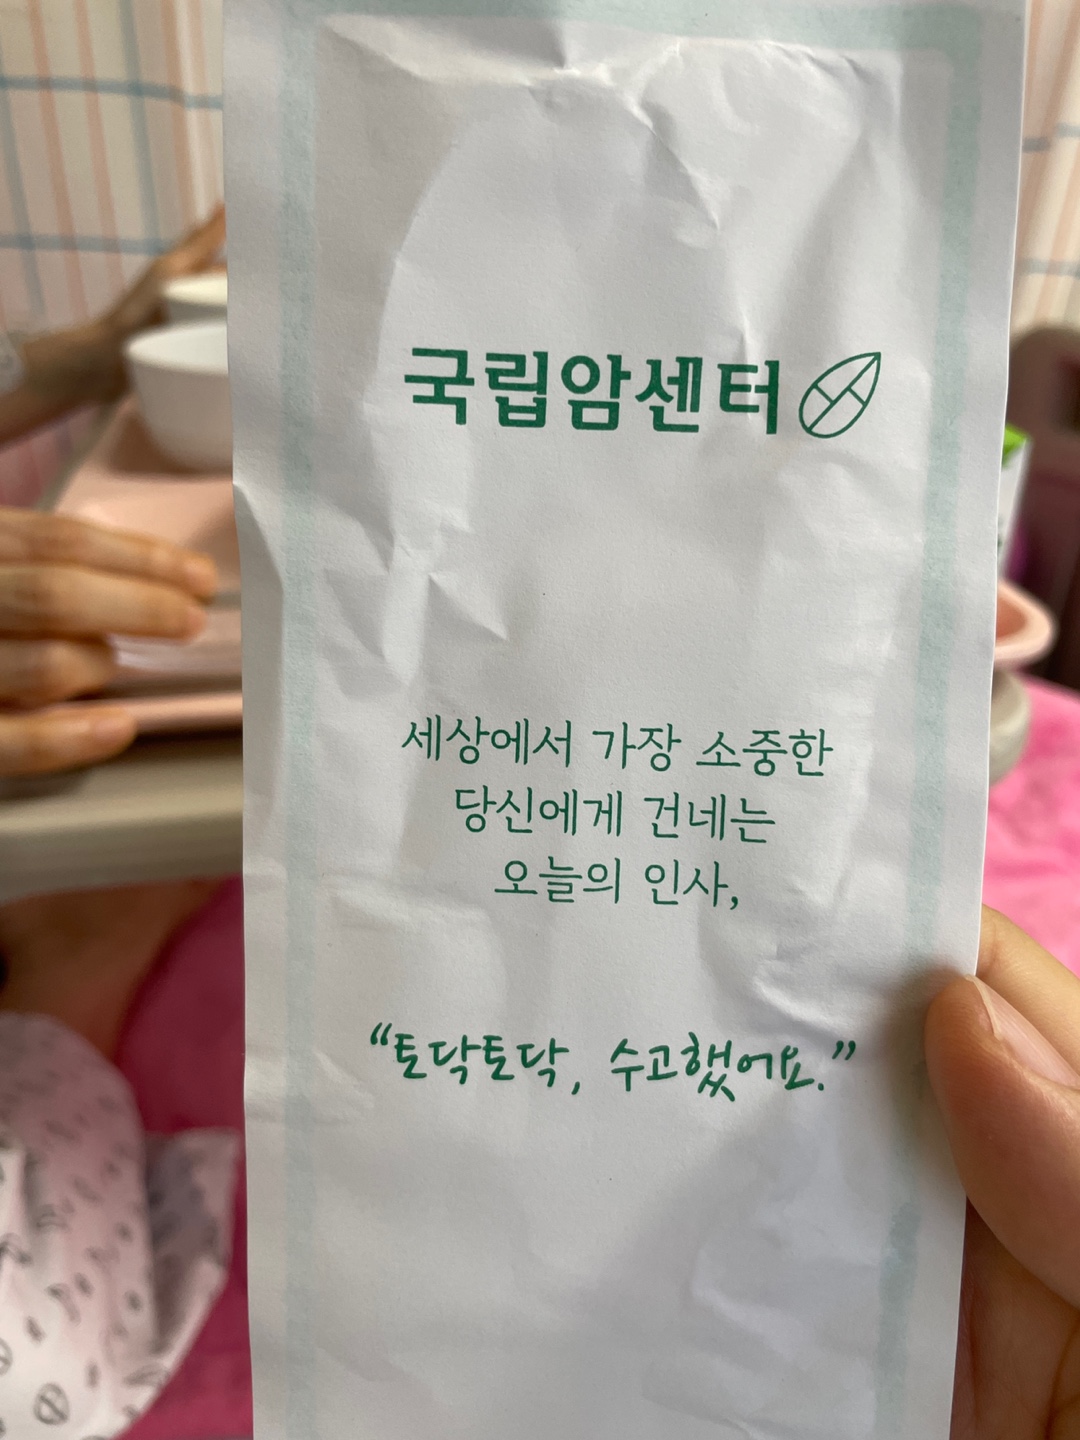 국립암센터
세상에서 가장 소중한
당신에게 건네는
오늘의 인사,
“토닥토닥, 수고했어요.”